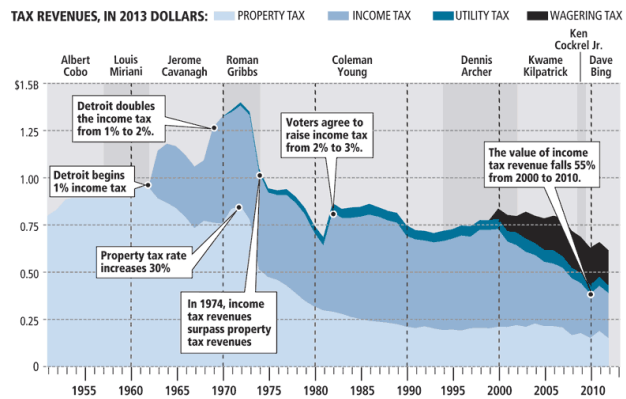 TAX REVENUES, IN 2013 DOLLARS: PROPERTY TAX INCOME TAX UTILITY TAX WAGERING TAX
Albert Cobo
Louis Miriani
Jerome Cavanagh
Roman Gribbs
Coleman Young
Dennis Archer
Kwame Kilpatrick
Ken Cockrel Jr.
Dave Bing
$1.5B
1.25
1.00
0.75
0.50
0.25
0
Detroit doubles
the income tax
from 1% to 2%.
Detroit begins
1% income tax
Property tax rate
increases 30%
In 1974, income
tax revenues
surpass property
tax revenues
Voters agree to
raise income tax
from 2% to 3%.
The value of income
tax revenue falls 55%
from 2000 to 2010.
1955 1960 1965 1970 1975 1980 1985 1990 1995 2000 2005 2010